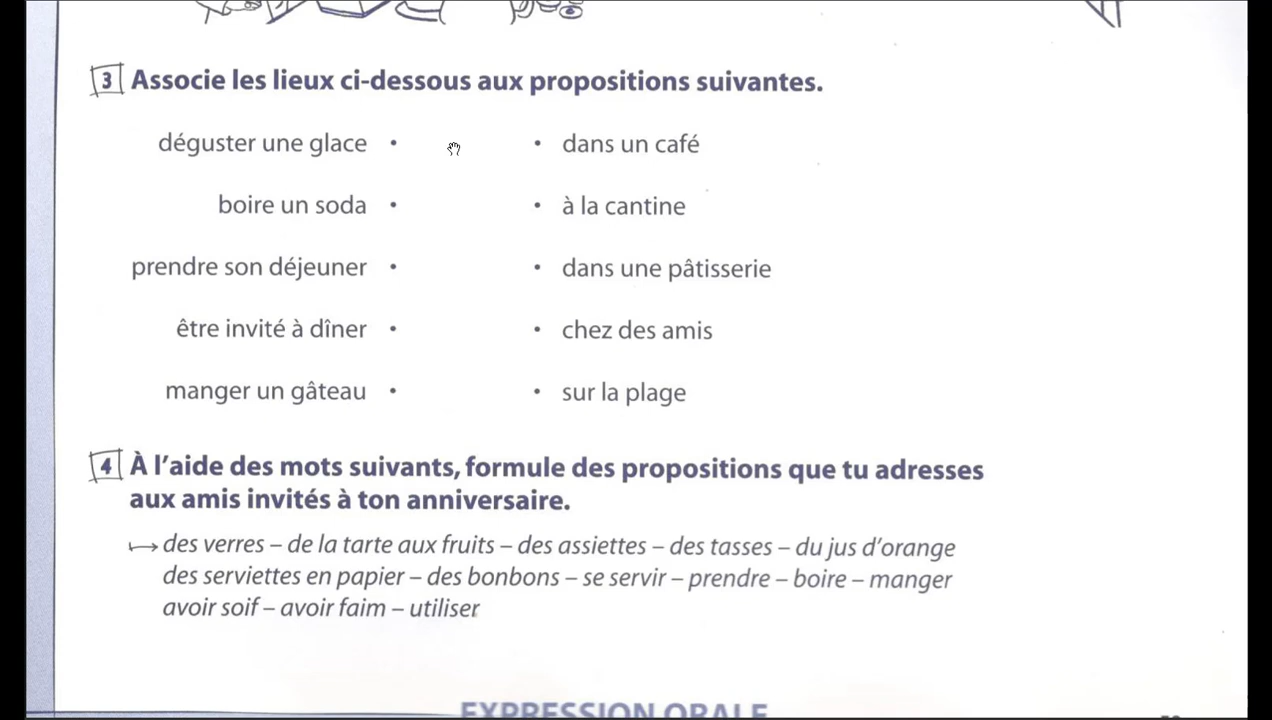 3 Associe les lieux ci-dessous aux propositions suivantes.
déguster une glace • • dans un café
boire un soda • • à la cantine
prendre son déjeuner • • dans une pâtisserie
être invité à dîner • • chez des amis
manger un gâteau • • sur la plage
4 À l'aide des mots suivants, formule des propositions que tu adresses
aux amis invités à ton anniversaire.
↦ des verres – de la tarte aux fruits – des assiettes – des tasses – du jus d'orange
des serviettes en papier – des bonbons – se servir – prendre – boire – manger
avoir soif – avoir faim – utiliser
EXPRESSION ORALE